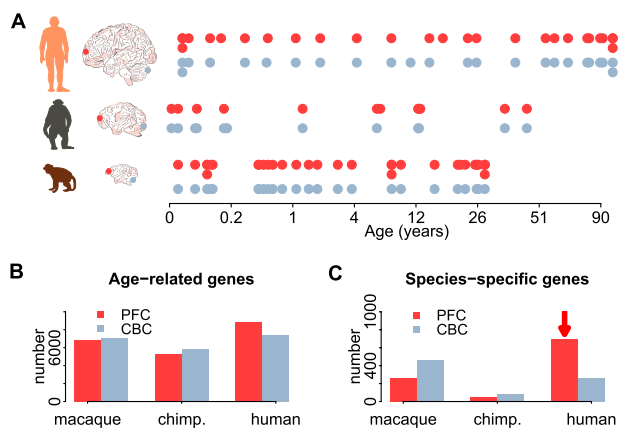 A
0 0.2 1 4 12 26 51 90
Age (years)
B
Age−related genes
PFC
CBC
number
0 6000
macaque chimp. human
C
Species−specific genes
PFC
CBC
number
0 400 1000
macaque chimp. human